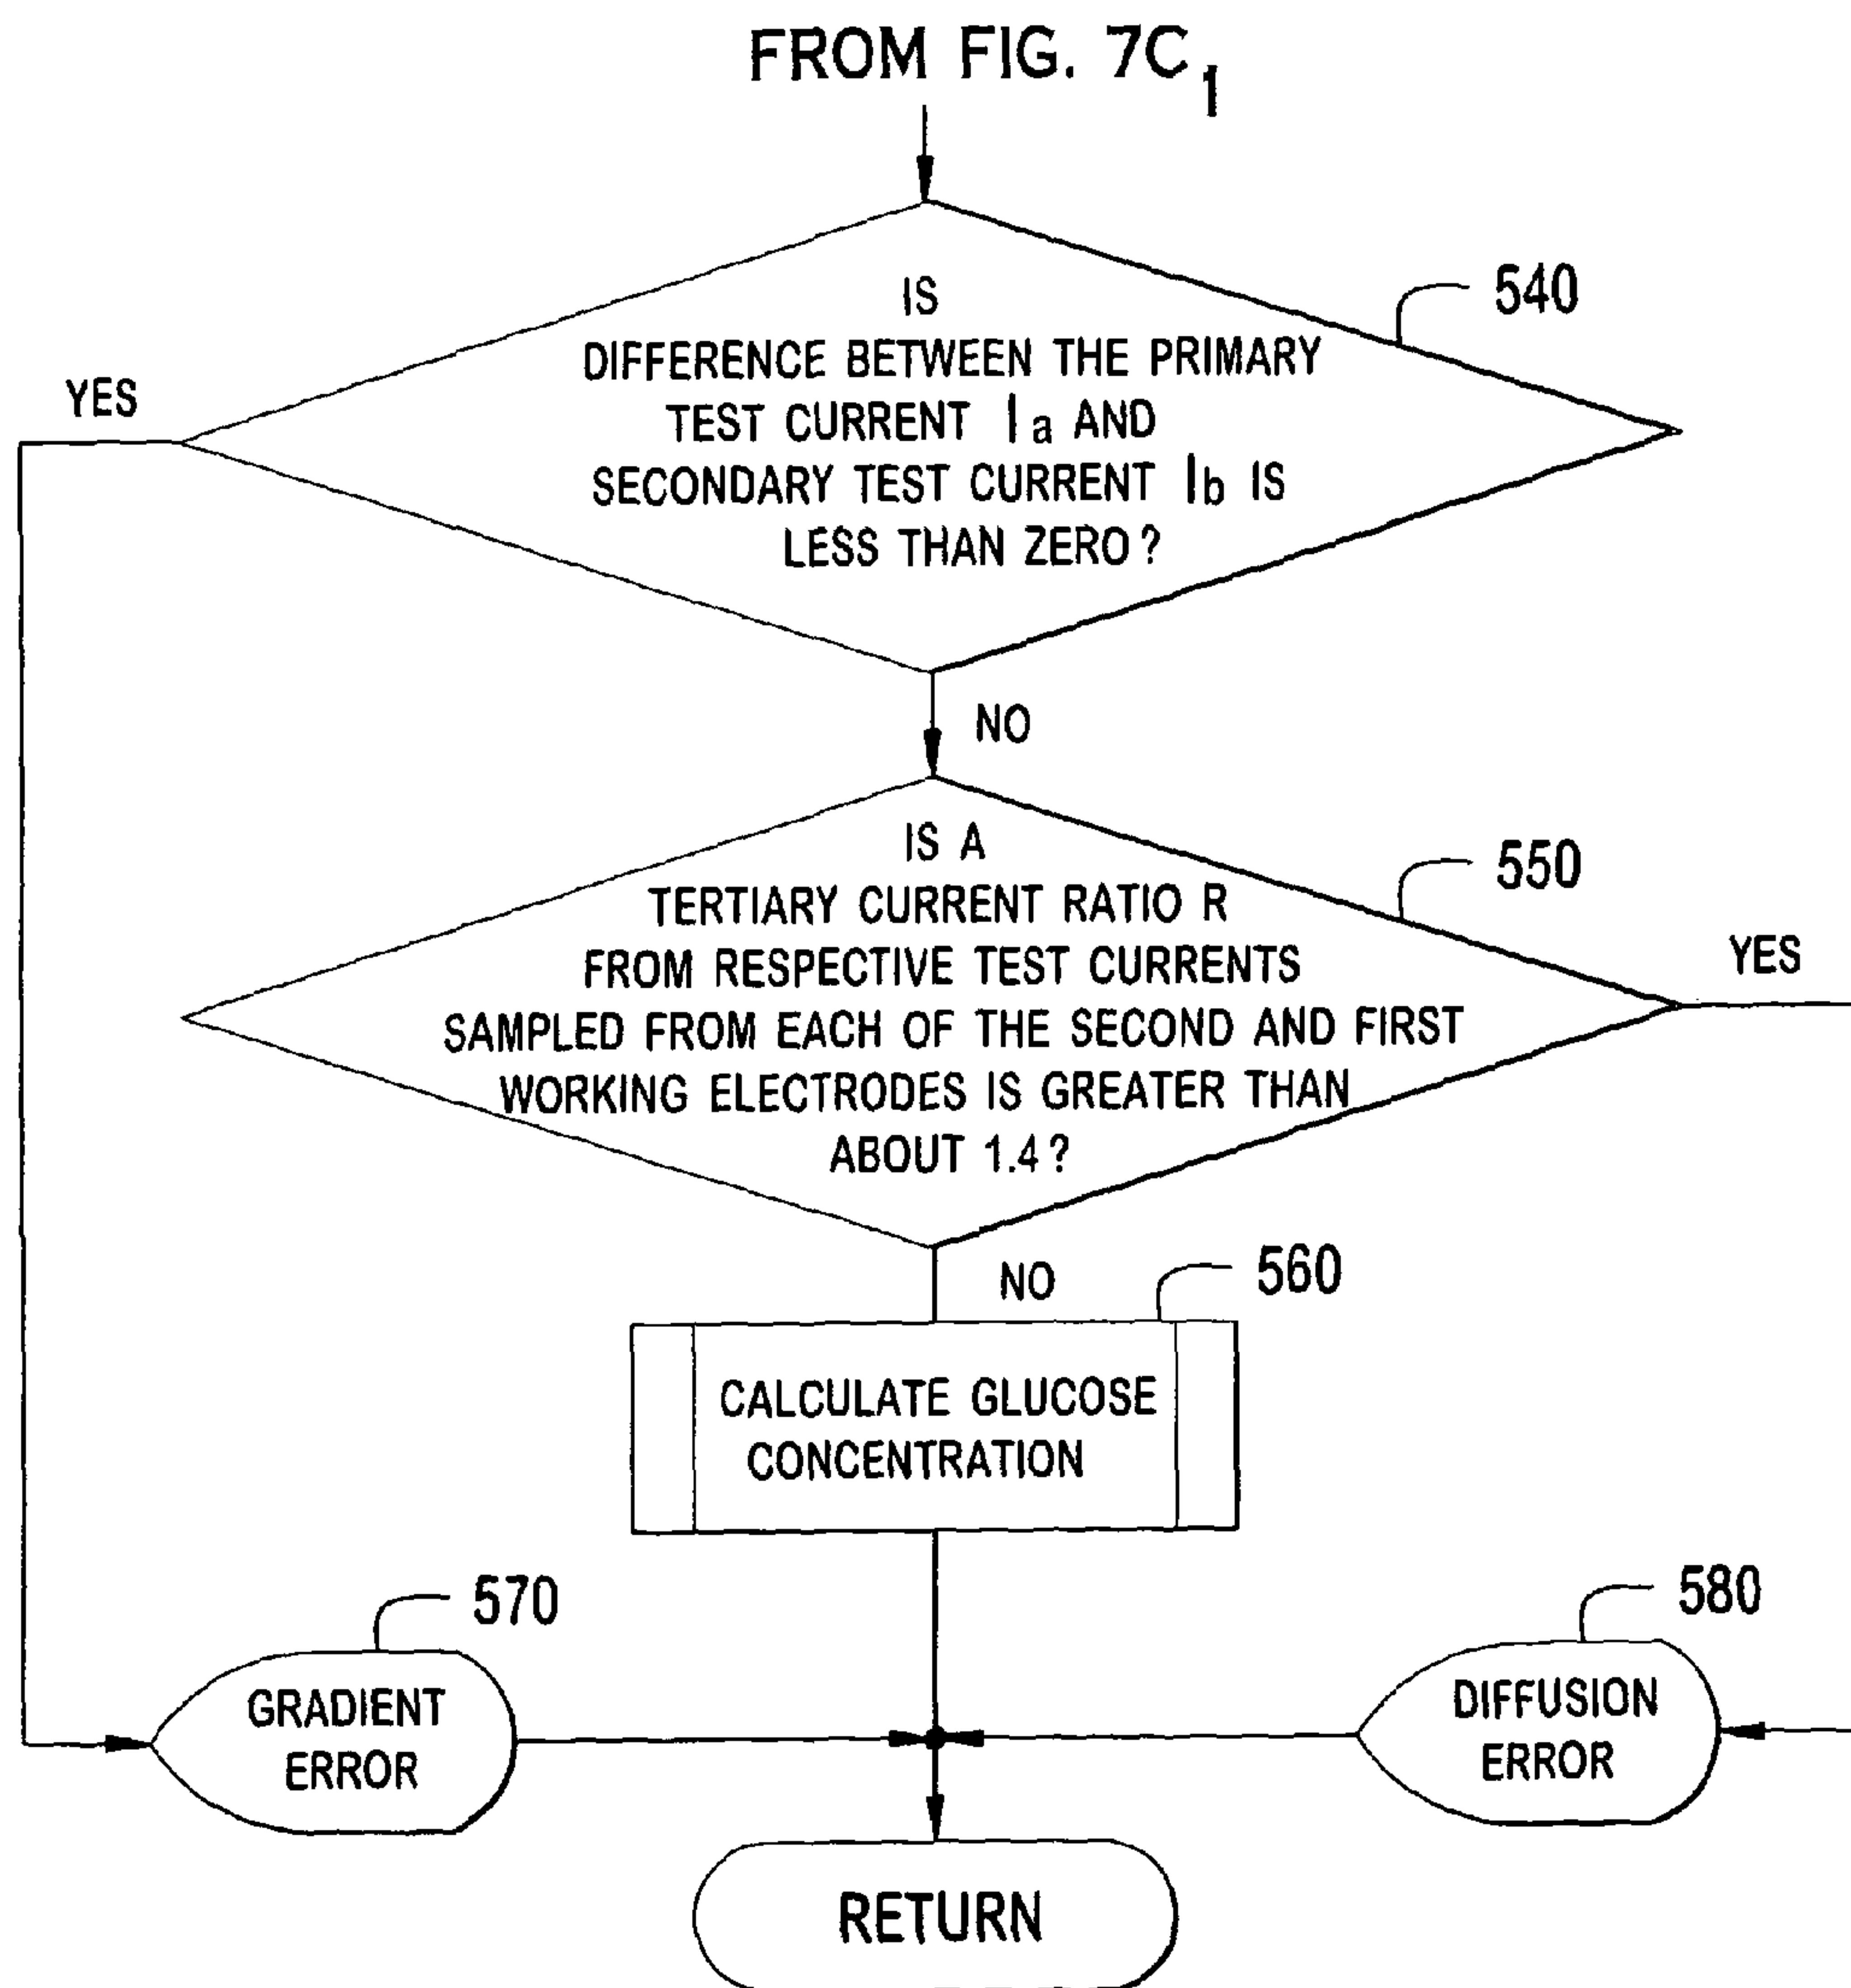 FROM FIG. 7C1
IS
DIFFERENCE BETWEEN THE PRIMARY
TEST CURRENT Ia AND
SECONDARY TEST CURRENT Ib IS
LESS THAN ZERO?
540
YES
NO
IS A
TERTIARY CURRENT RATIO R
FROM RESPECTIVE TEST CURRENTS
SAMPLED FROM EACH OF THE SECOND AND FIRST
WORKING ELECTRODES IS GREATER THAN
ABOUT 1.4?
550
YES
NO
560
CALCULATE GLUCOSE
CONCENTRATION
570
GRADIENT
ERROR
580
DIFFUSION
ERROR
RETURN